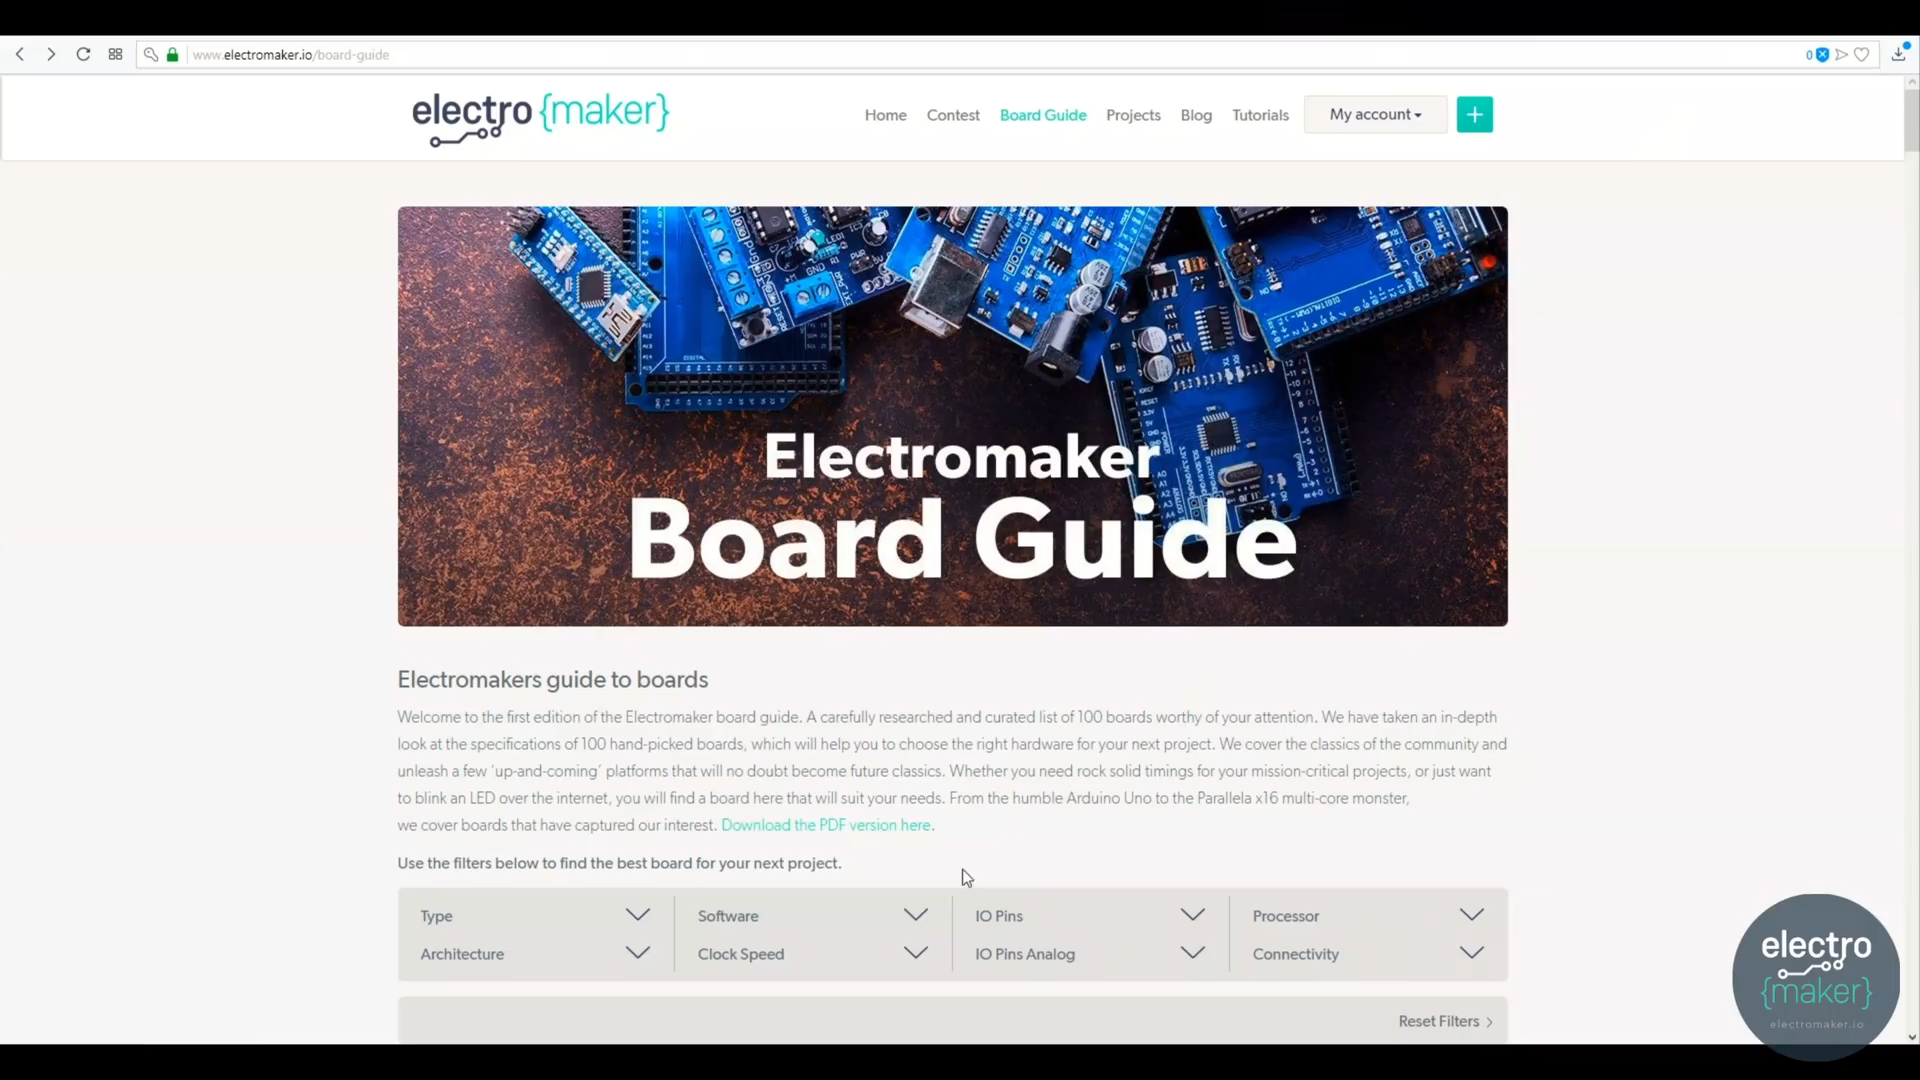 www.electromaker.io/board-guide
0
electro {maker}
Home Contest Board Guide Projects Blog Tutorials My account +
Electromaker
Board Guide
Electromakers guide to boards
Welcome to the first edition of the Electromaker board guide. A carefully researched and curated list of 100 boards worthy of your attention. We have taken an in-depth
look at the specifications of 100 hand-picked boards, which will help you to choose the right hardware for your next project. We cover the classics of the community and
unleash a few ‘up-and-coming’ platforms that will no doubt become future classics. Whether you need rock solid timings for your mission-critical projects, or just want
to blink an LED over the internet, you will find a board here that will suit your needs. From the humble Arduino Uno to the Parallela x16 multi-core monster,
we cover boards that have captured our interest. Download the PDF version here.
Use the filters below to find the best board for your next project.
Type Software IO Pins Processor
Architecture Clock Speed IO Pins Analog Connectivity
Reset Filters >
electro
{maker}
electromaker.io